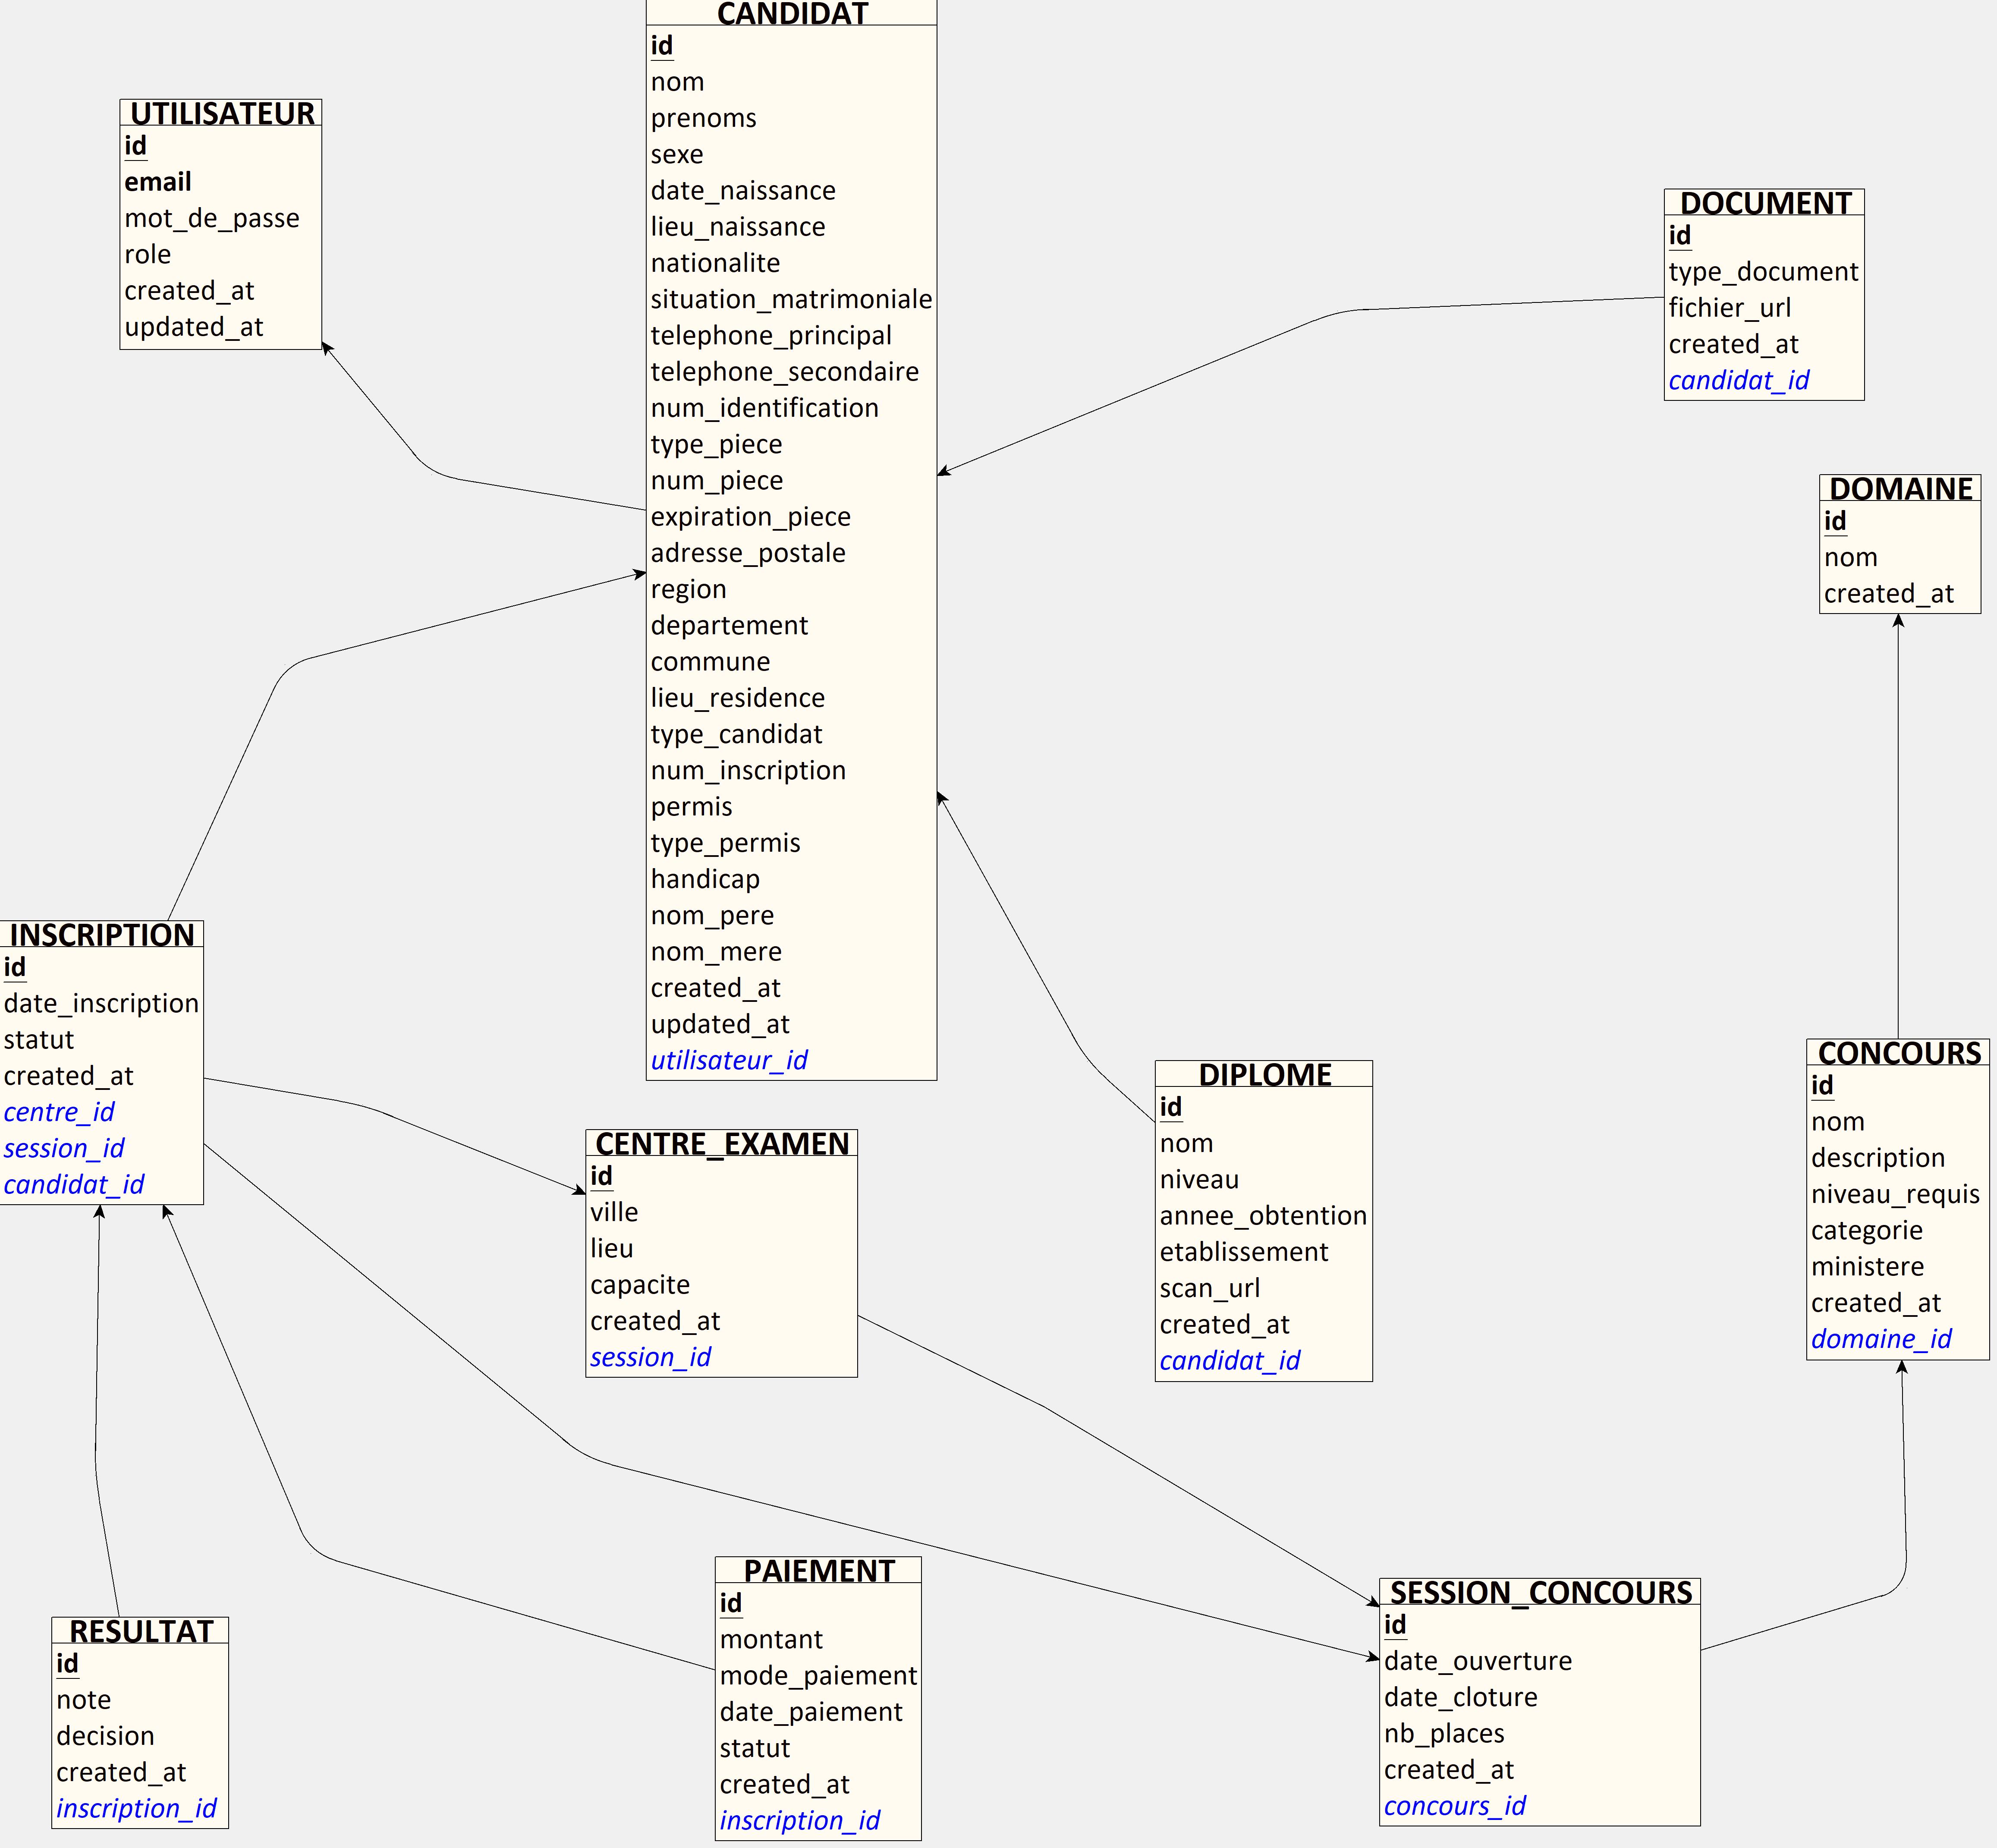 CANDIDAT
id
nom
prenoms
sexe
date_naissance
lieu_naissance
nationalite
situation_matrimoniale
telephone_principal
telephone_secondaire
num_identification
type_piece
num_piece
expiration_piece
adresse_postale
region
departement
commune
lieu_residence
type_candidat
num_inscription
permis
type_permis
handicap
nom_pere
nom_mere
created_at
updated_at
utilisateur_id
UTILISATEUR
id
email
mot_de_passe
role
created_at
updated_at
DOCUMENT
id
type_document
fichier_url
created_at
candidat_id
DOMAINE
id
nom
created_at
INSCRIPTION
id
date_inscription
statut
created_at
centre_id
session_id
candidat_id
CENTRE_EXAMEN
id
ville
lieu
capacite
created_at
session_id
DIPLOME
id
nom
niveau
annee_obtention
etablissement
scan_url
created_at
candidat_id
CONCOURS
id
nom
description
niveau_requis
categorie
ministere
created_at
domaine_id
RESULTAT
id
note
decision
created_at
inscription_id
PAIEMENT
id
montant
mode_paiement
date_paiement
statut
created_at
inscription_id
SESSION_CONCOURS
id
date_ouverture
date_cloture
nb_places
created_at
concours_id